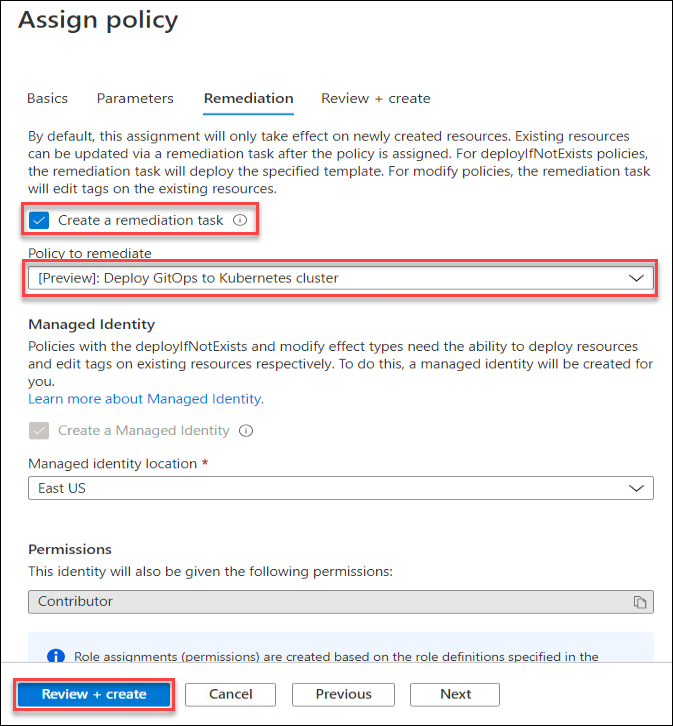 Assign policy
Basics Parameters Remediation Review + create
By default, this assignment will only take effect on newly created resources. Existing resources
can be updated via a remediation task after the policy is assigned. For deployIfNotExists policies,
the remediation task will deploy the specified template. For modify policies, the remediation task
will edit tags on the existing resources.
Create a remediation task
Policy to remediate
[Preview]: Deploy GitOps to Kubernetes cluster
Managed Identity
Policies with the deployIfNotExists and modify effect types need the ability to deploy resources
and edit tags on existing resources respectively. To do this, a managed identity will be created for
you.
Learn more about Managed Identity.
Create a Managed Identity
Managed identity location *
East US
Permissions
This identity will also be given the following permissions:
Contributor
Role assignments (permissions) are created based on the role definitions specified in the
Review + create Cancel Previous Next